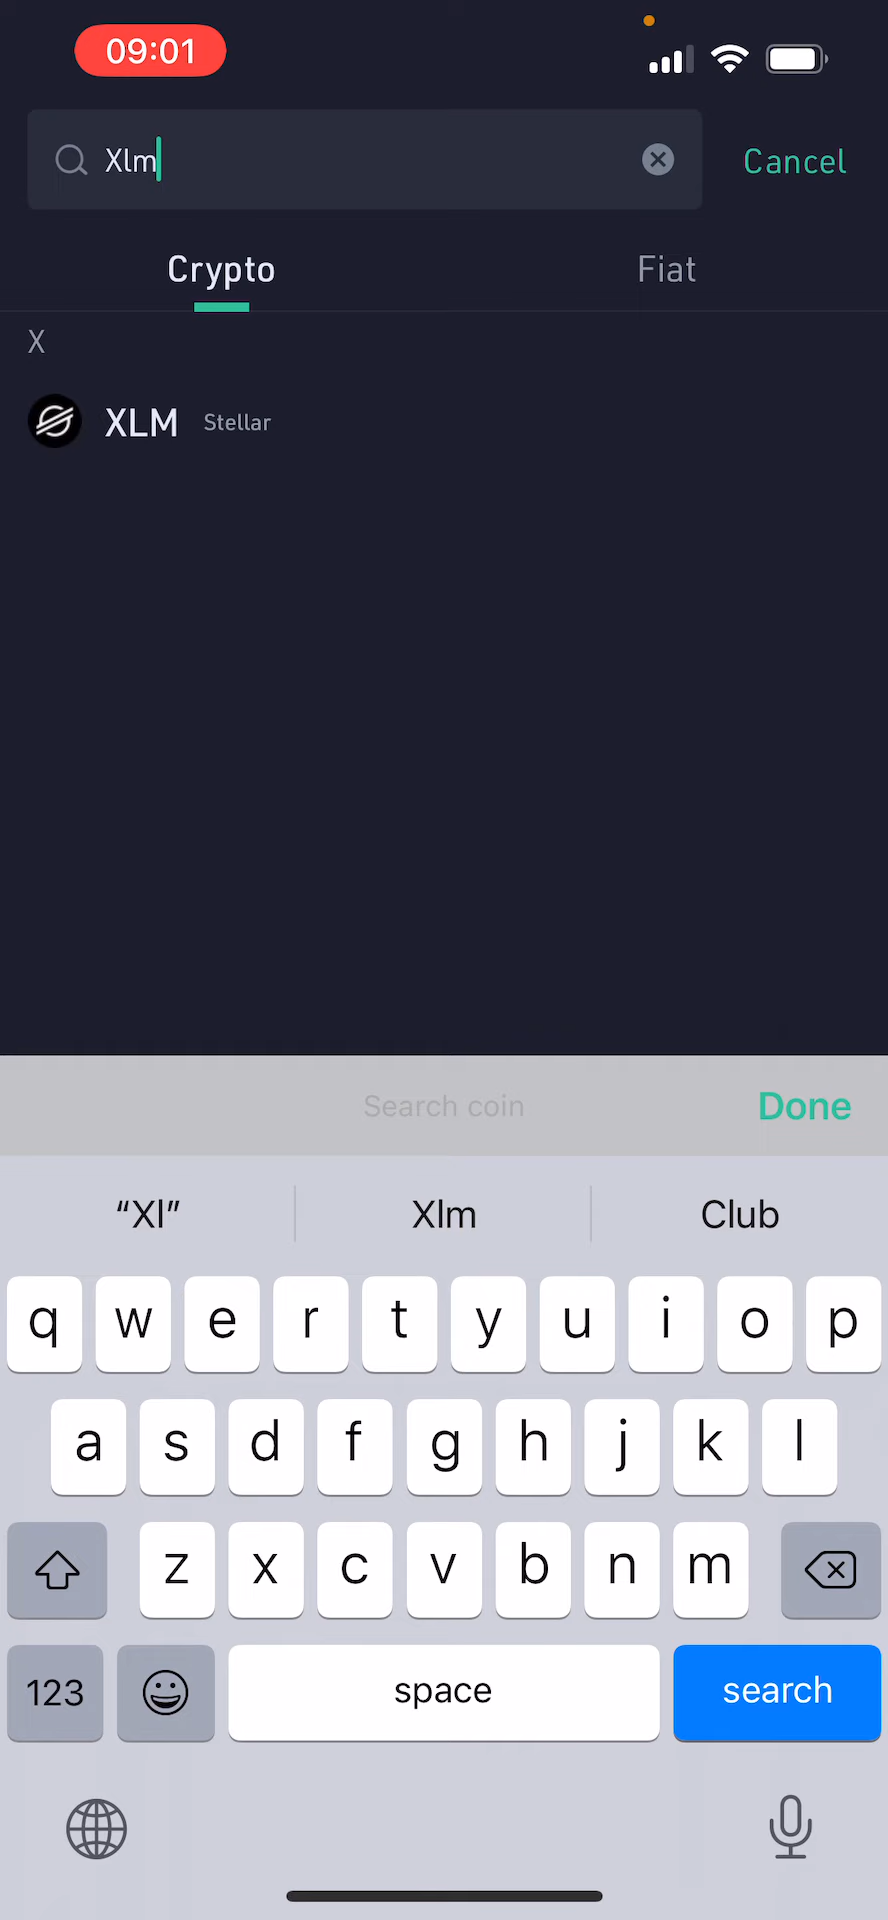 09:01
Xlm
Cancel
Crypto
Fiat
X
XLM Stellar
Search coin
Done
“Xl”
Xlm
Club
q w e r t y u i o p
a s d f g h j k l
z x c v b n m
123
space
search